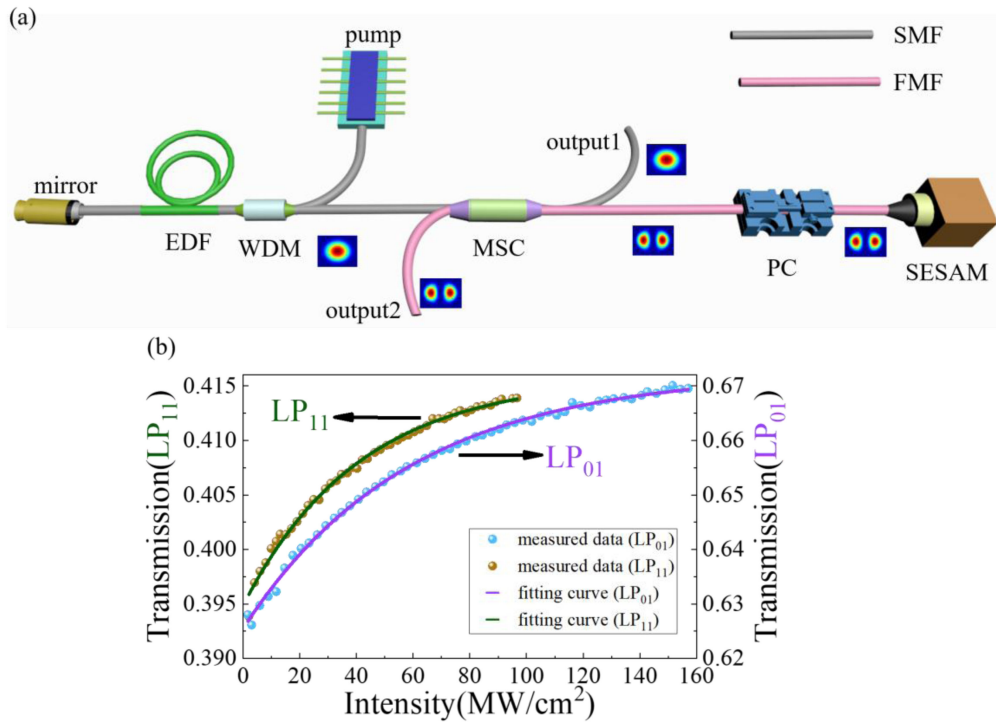 (a)
pump
SMF
FMF
output1
mirror
EDF
WDM
MSC
PC
SESAM
output2
(b)
Transmission(LP₁₁)
0.415
0.410
0.405
0.400
0.395
0.390
LP₁₁
LP₀₁
measured data (LP₀₁)
measured data (LP₁₁)
fitting curve (LP₀₁)
fitting curve (LP₁₁)
0.67
0.66
0.65
0.64
0.63
0.62
Transmission(LP₀₁)
0 20 40 60 80 100 120 140 160
Intensity(MW/cm²)